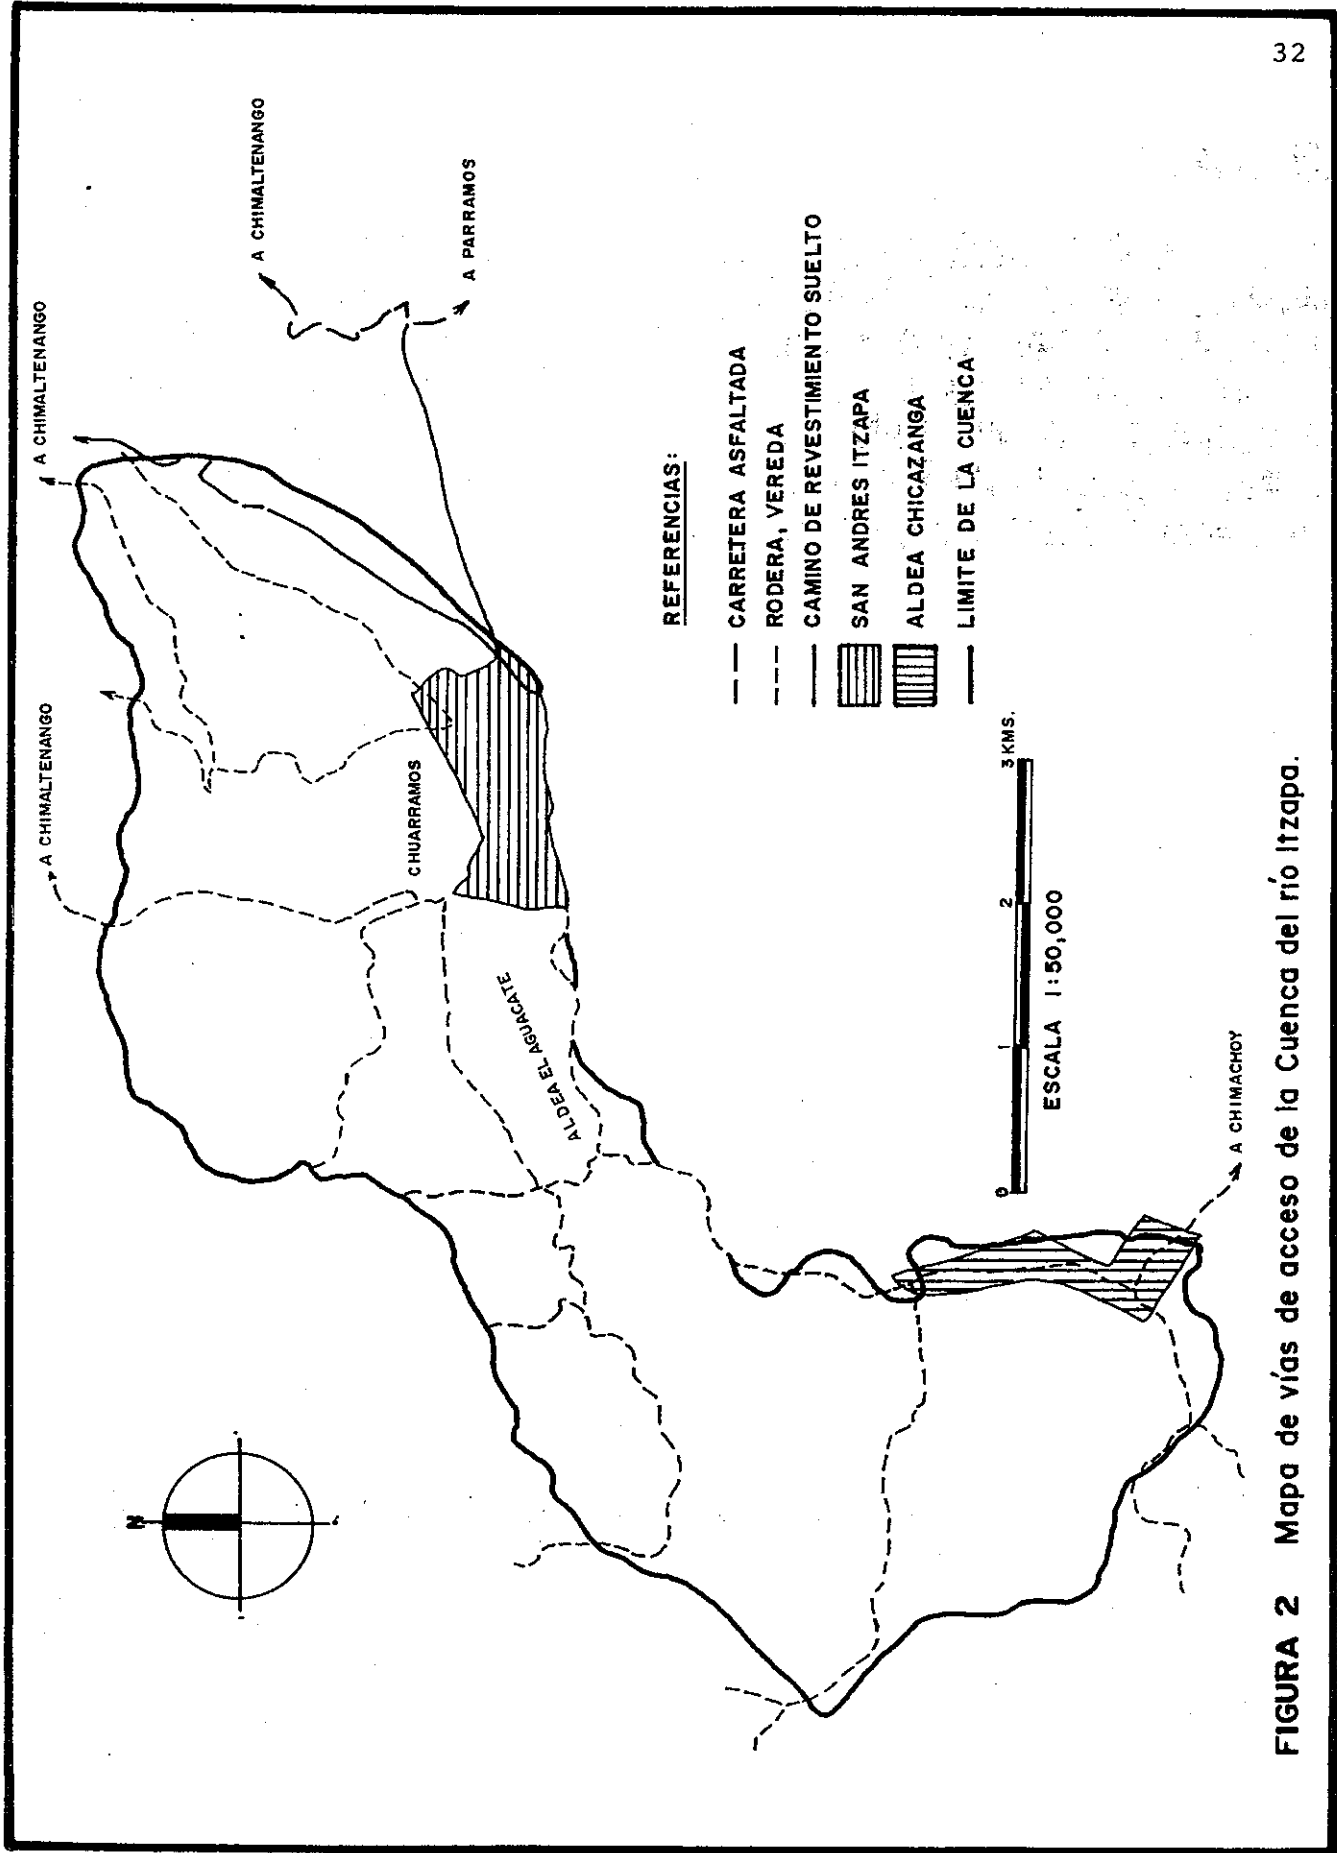 32
A CHIMALTENANGO
A CHIMALTENANGO
A CHIMALTENANGO
A PARRAMOS
CHUARRAMOS
ALDEA EL AGUACATE
A CHIMACHOY
N
REFERENCIAS:
CARRETERA ASFALTADA
RODERA, VEREDA
CAMINO DE REVESTIMIENTO SUELTO
SAN ANDRES ITZAPA
ALDEA CHICAZANGA
LIMITE DE LA CUENCA
0 1 2 3 KMS.
ESCALA 1:50,000
FIGURA 2 Mapa de vías de acceso de la Cuenca del río Itzapa.